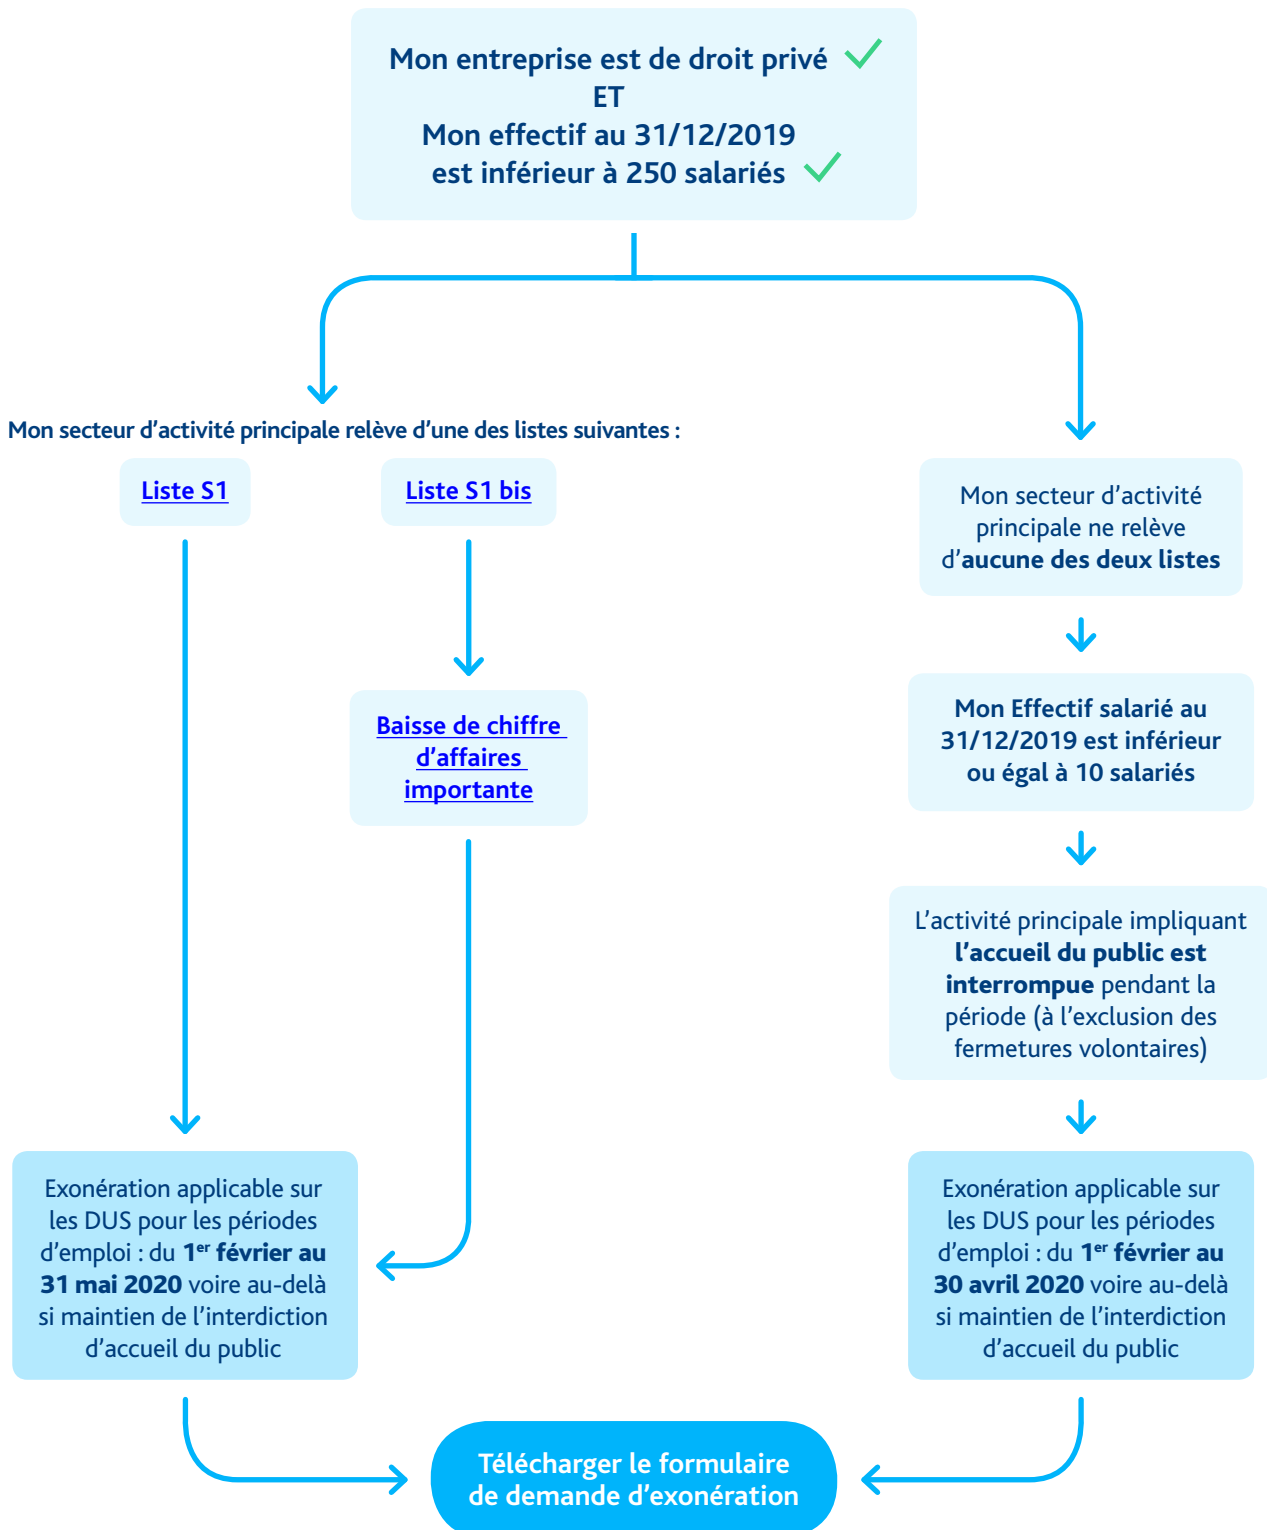 Mon entreprise est de droit privé
ET
Mon effectif au 31/12/2019
est inférieur à 250 salariés
Mon secteur d'activité principale relève d'une des listes suivantes :
Liste S1
Liste S1 bis
Baisse de chiffre
d'affaires
importante
Exonération applicable sur
les DUS pour les périodes
d'emploi : du 1er février au
31 mai 2020 voire au-delà
si maintien de l'interdiction
d'accueil du public
Mon secteur d'activité
principale ne relève
d'aucune des deux listes
Mon Effectif salarié au
31/12/2019 est inférieur
ou égal à 10 salariés
L'activité principale impliquant
l'accueil du public est
interrompue pendant la
période (à l'exclusion des
fermetures volontaires)
Exonération applicable sur
les DUS pour les périodes
d'emploi : du 1er février au
30 avril 2020 voire au-delà
si maintien de l'interdiction
d'accueil du public
Télécharger le formulaire
de demande d'exonération